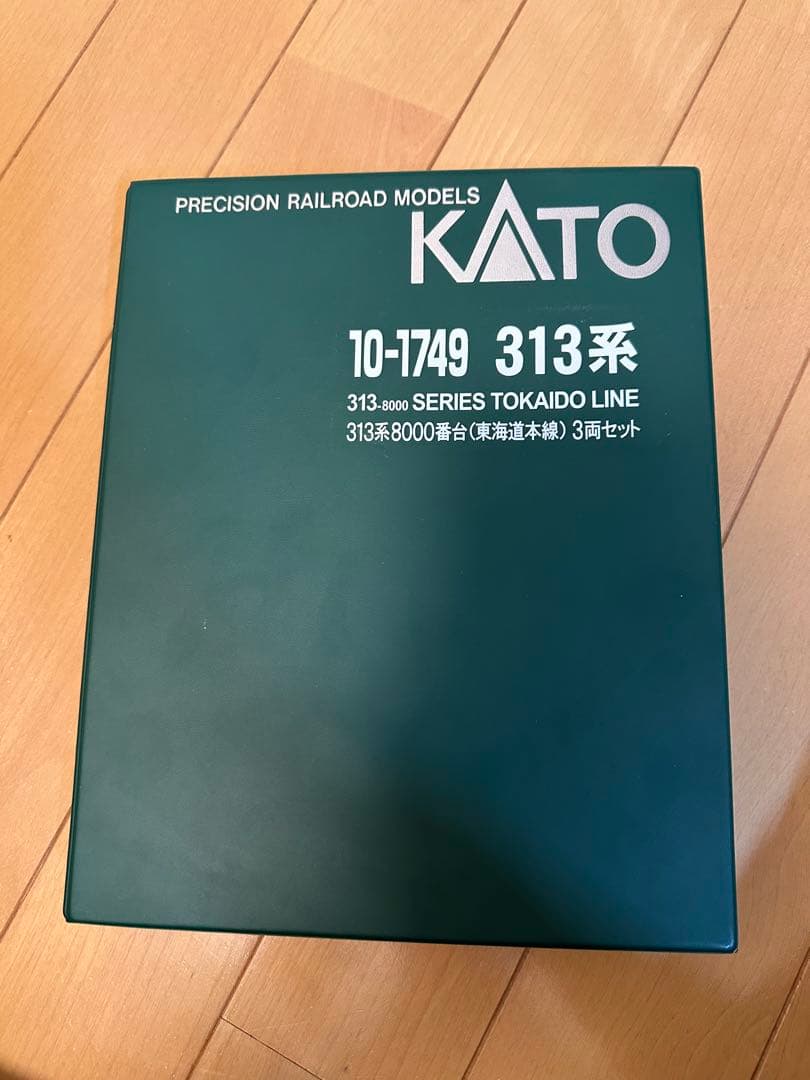 PRECISION RAILROAD MODELS
KATO
10-1749 313系
313-8000 SERIES TOKAIDO LINE
313系8000番台(東海道本線) 3両セット